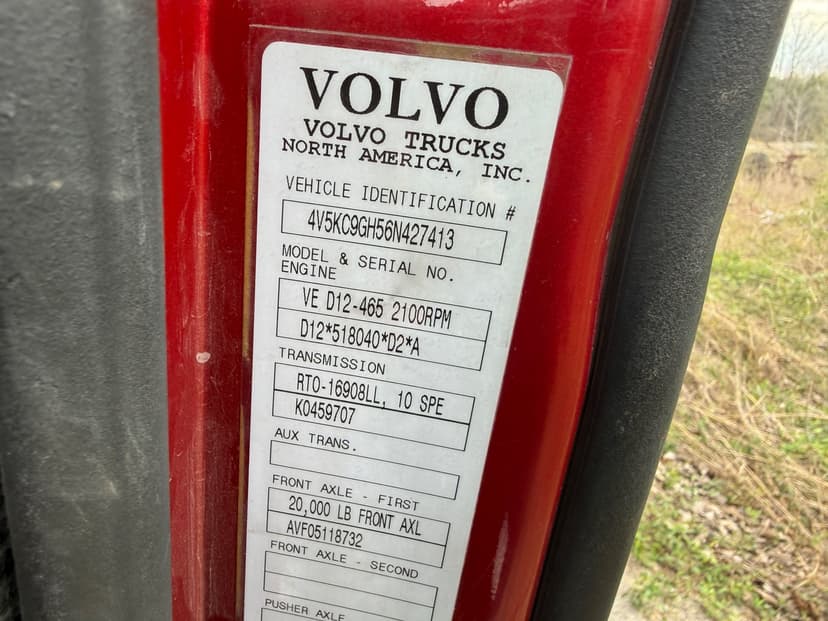 VOLVO
VOLVO TRUCKS
NORTH AMERICA, INC.
VEHICLE IDENTIFICATION #
4V5KC9GH56N427413
MODEL & SERIAL NO.
ENGINE
VE D12-465 2100RPM
D12*518040*D2*A
TRANSMISSION
RTO-16908LL, 10 SPE
K0459707
AUX TRANS.
FRONT AXLE - FIRST
20,000 LB FRONT AXL
AVF05118732
FRONT AXLE - SECOND
PUSHER AXLE